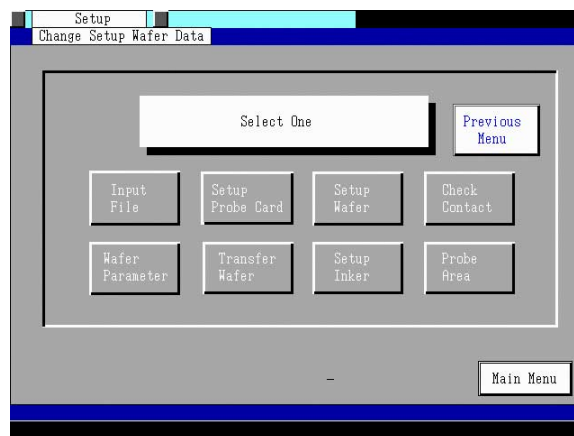 Setup
Change Setup Wafer Data
Select One
Previous
Menu
Input
File
Setup
Probe Card
Setup
Wafer
Check
Contact
Wafer
Parameter
Transfer
Wafer
Setup
Inker
Probe
Area
Main Menu